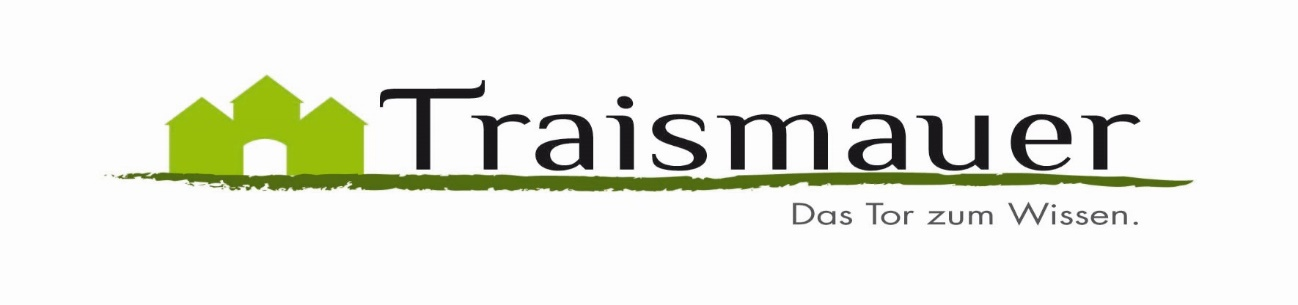 Traismauer
Das Tor zum Wissen.